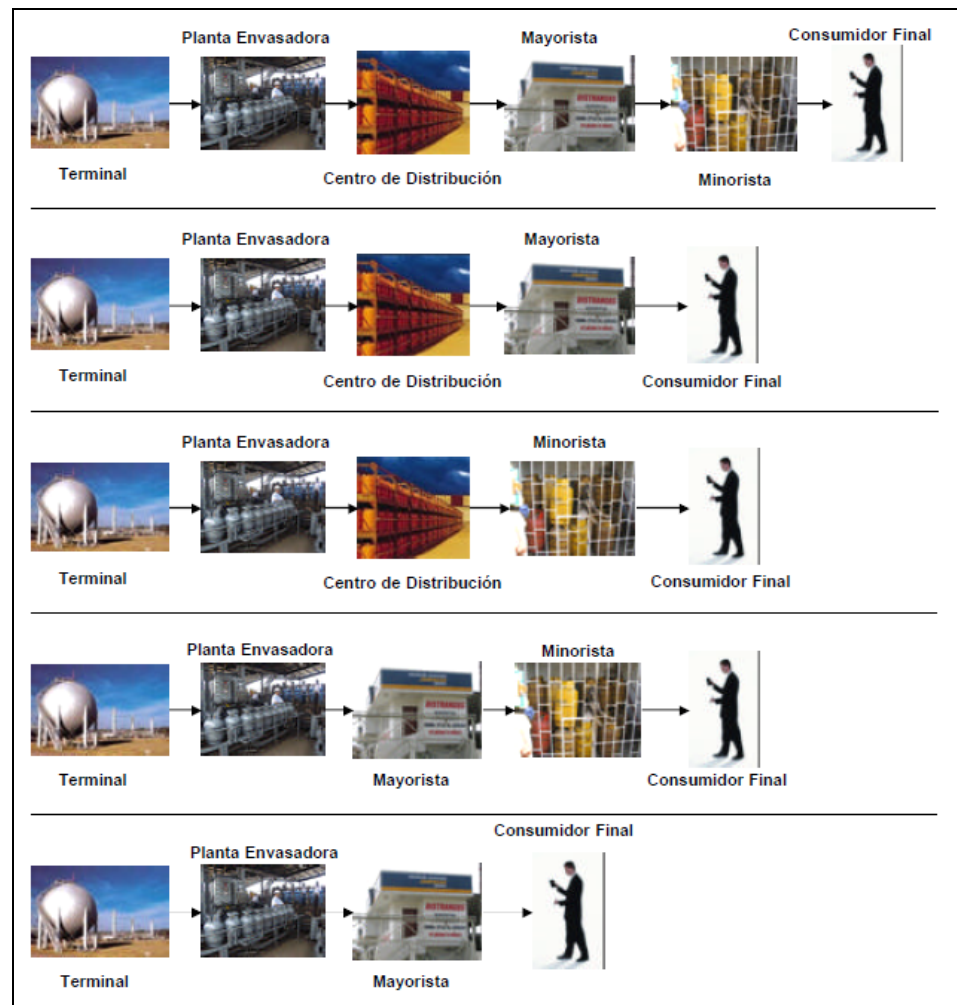 Planta Envasadora
Mayorista
Consumidor Final
Terminal
Centro de Distribución
Minorista
Planta Envasadora
Mayorista
Terminal
Centro de Distribución
Consumidor Final
Planta Envasadora
Minorista
Terminal
Centro de Distribución
Consumidor Final
Planta Envasadora
Minorista
Terminal
Mayorista
Consumidor Final
Consumidor Final
Planta Envasadora
Terminal
Mayorista